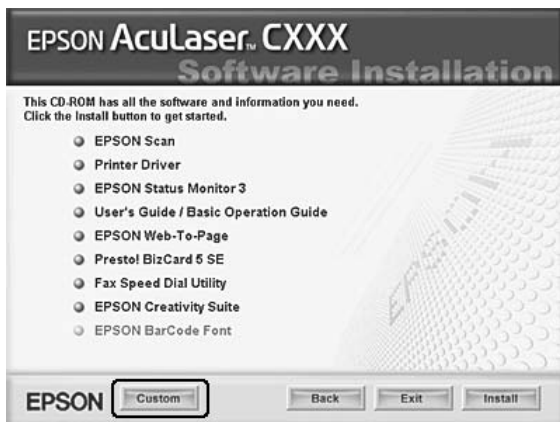 EPSON AcuLaser™ CXXX
Software Installation
This CD-ROM has all the software and information you need.
Click the Install button to get started.
EPSON Scan
Printer Driver
EPSON Status Monitor 3
User's Guide / Basic Operation Guide
EPSON Web-To-Page
Presto! BizCard 5 SE
Fax Speed Dial Utility
EPSON Creativity Suite
EPSON BarCode Font
EPSON
EPSON Custom Back Exit Install